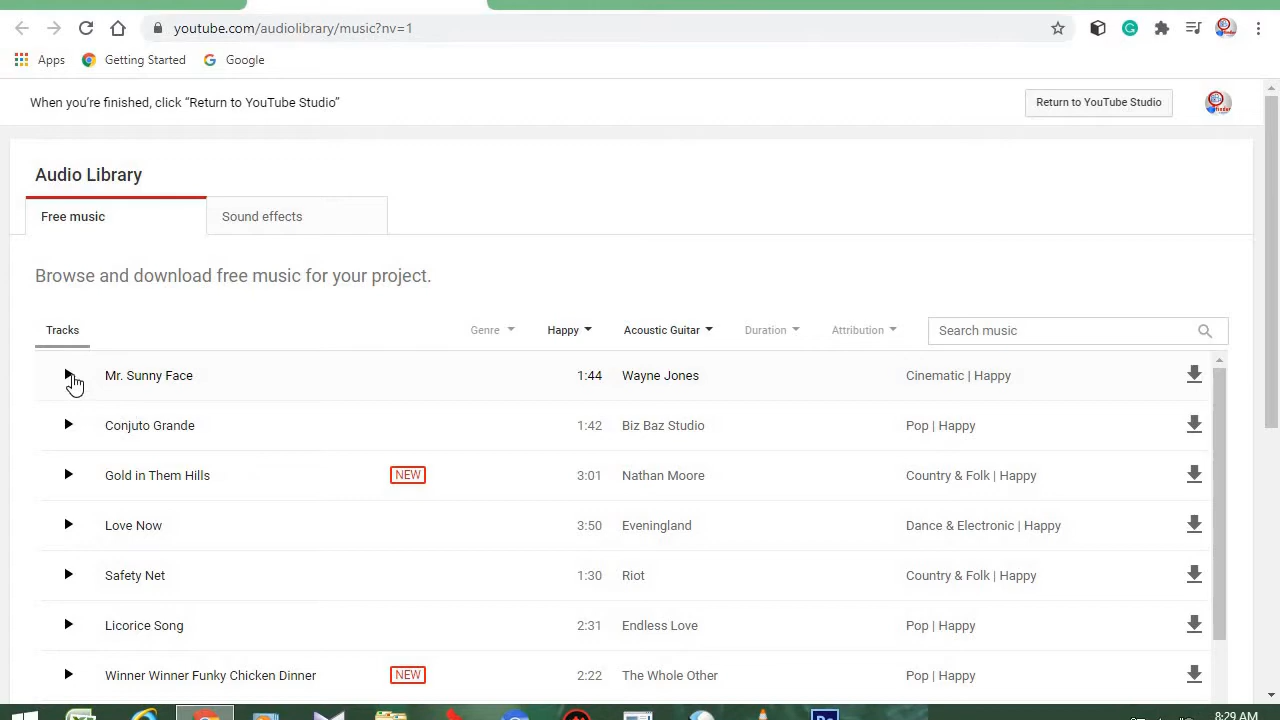 youtube.com/audiolibrary/music?nv=1
Apps Getting Started Google
When you're finished, click “Return to YouTube Studio” Return to YouTube Studio
Audio Library
Free music Sound effects
Browse and download free music for your project.
Tracks Genre Happy Acoustic Guitar Duration Attribution Search music
Mr. Sunny Face 1:44 Wayne Jones Cinematic | Happy
Conjuto Grande 1:42 Biz Baz Studio Pop | Happy
Gold in Them Hills NEW 3:01 Nathan Moore Country & Folk | Happy
Love Now 3:50 Eveningland Dance & Electronic | Happy
Safety Net 1:30 Riot Country & Folk | Happy
Licorice Song 2:31 Endless Love Pop | Happy
Winner Winner Funky Chicken Dinner NEW 2:22 The Whole Other Pop | Happy
8:29 AM